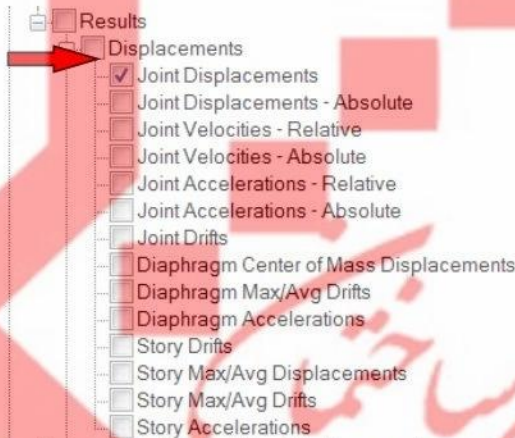 Results
Displacements
Joint Displacements
Joint Displacements - Absolute
Joint Velocities - Relative
Joint Velocities - Absolute
Joint Accelerations - Relative
Joint Accelerations - Absolute
Joint Drifts
Diaphragm Center of Mass Displacements
Diaphragm Max/Avg Drifts
Diaphragm Accelerations
Story Drifts
Story Max/Avg Displacements
Story Max/Avg Drifts
Story Accelerations